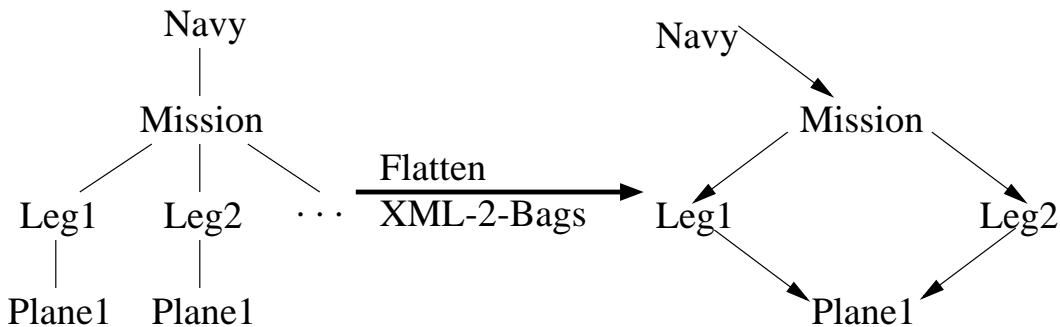 Navy
Mission
Leg1 Leg2 . . .
Plane1 Plane1
Flatten
XML-2-Bags
Navy
Mission
Leg1 Leg2
Plane1